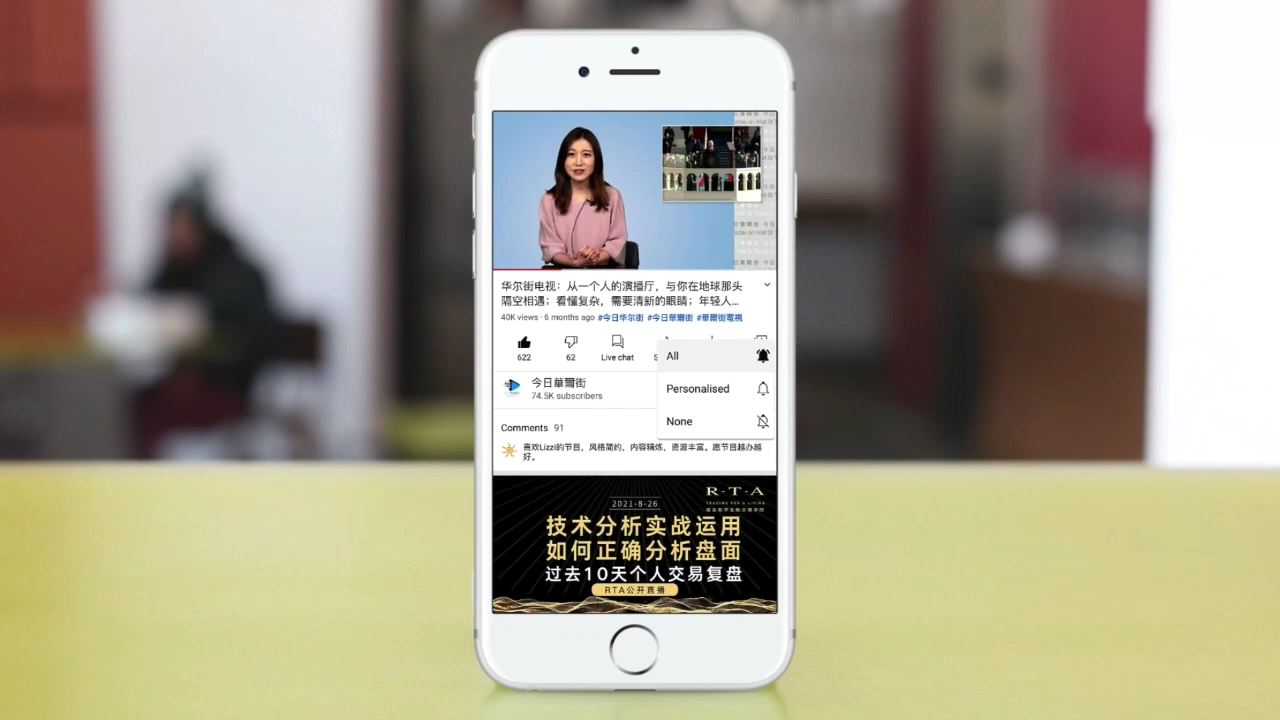 华尔街电视：从一个人的演播厅，与你在地球那头
隔空相遇；看懂复杂，需要清新的眼睛；年轻人...
40K views · 6 months ago #今日华尔街 #今日華爾街 #華爾街電視
622
62
Live chat
S
All
Personalised
None
今日華爾街
74.5K subscribers
Comments 91
喜欢Lizzi的节目，风格简约，内容精炼，资源丰富。愿节目越办越
好。
R·T·A
TRADING FOR A LIVING
2021-8-26
技术分析实战运用
如何正确分析盘面
过去10天个人交易复盘
RTA公开直播